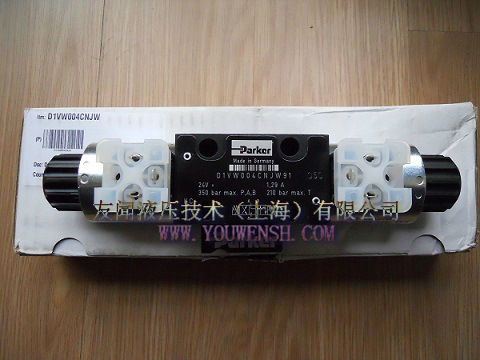 Item: D1VW004CNJW
(P)
Parker
Made in Germany
D1VW004CNJW91
24V = 1,29 A
350 bar max. P,A,B 210 bar max. T
友闻液压技术（上海）有限公司
WWW.YOUWENSH.COM
Parker